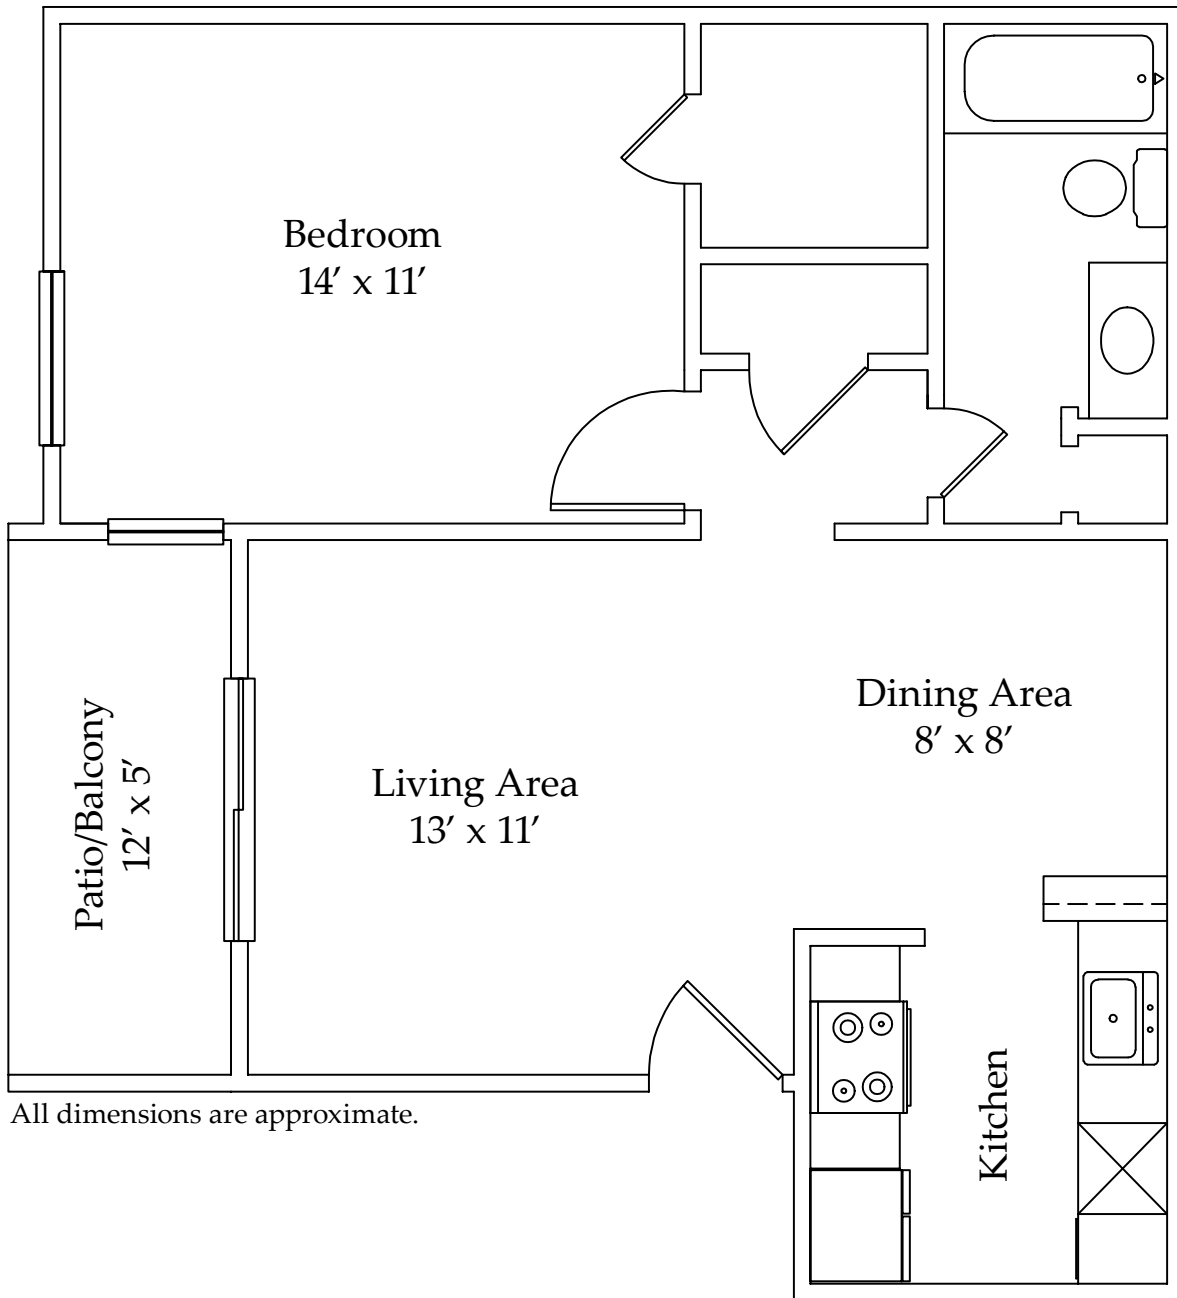 Bedroom
14′ x 11′
Dining Area
8′ x 8′
Living Area
13′ x 11′
Patio/Balcony
12′ x 5′
Kitchen
All dimensions are approximate.